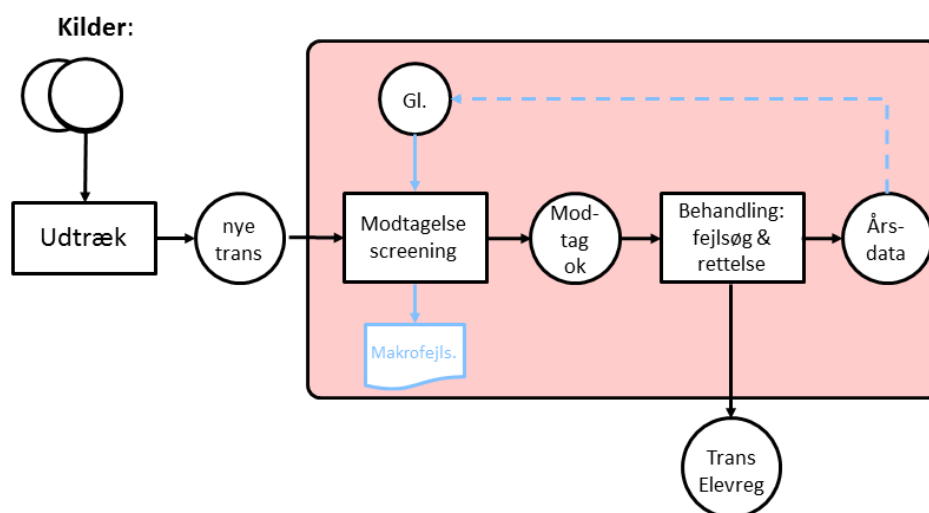 Kilder:
Gl.
Udtræk
nye
trans
Modtagelse
screening
Mod-
tag
ok
Behandling:
fejlsøg &
rettelse
Års-
data
Makrofejls.
Trans
Elevreg